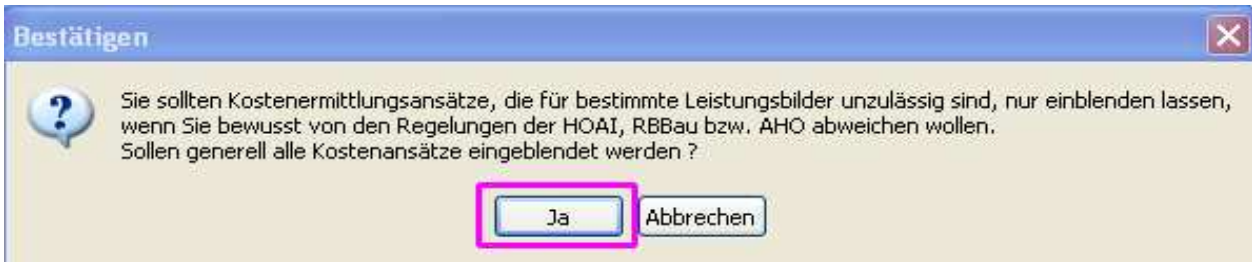 Bestätigen
Sie sollten Kostenermittlungsansätze, die für bestimmte Leistungsbilder unzulässig sind, nur einblenden lassen,
wenn Sie bewusst von den Regelungen der HOAI, RBBau bzw. AHO abweichen wollen.
Sollen generell alle Kostenansätze eingeblendet werden ?
Ja Abbrechen